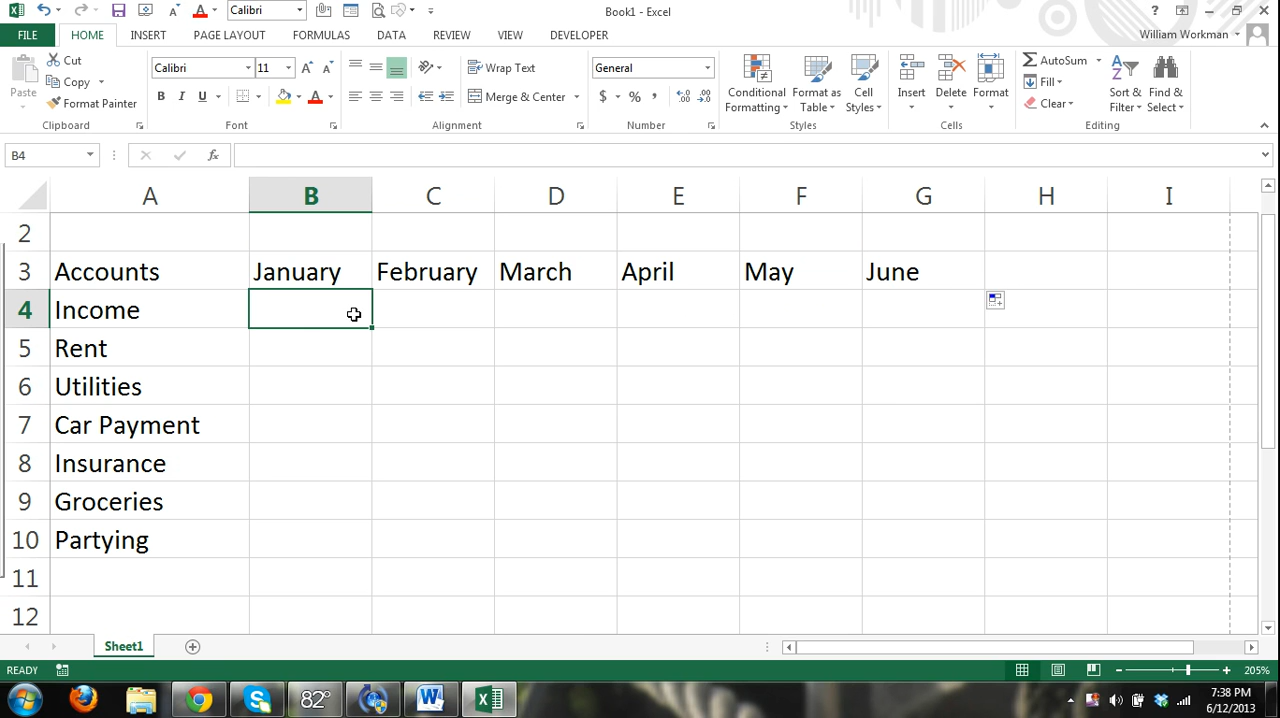 Calibri
Book1 - Excel
?
FILE HOME INSERT PAGE LAYOUT FORMULAS DATA REVIEW VIEW DEVELOPER
William Workman
Paste
Cut
Copy
Format Painter
Clipboard
Calibri 11
B I U
Font
Wrap Text
Merge & Center
Alignment
General
$ % ,
Number
Conditional Formatting
Format as Table
Cell Styles
Styles
Insert Delete Format
Cells
AutoSum
Fill
Clear
Sort & Filter
Find & Select
Editing
B4
fx
A B C D E F G H I
2
3 Accounts January February March April May June
4 Income
5 Rent
6 Utilities
7 Car Payment
8 Insurance
9 Groceries
10 Partying
11
12
Sheet1
READY
205%
82°
7:38 PM
6/12/2013